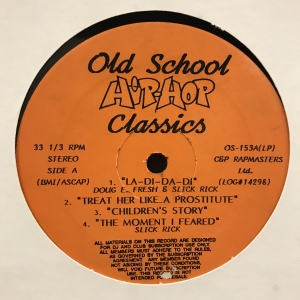 Old School
HIP-HOP
Classics
33 1/3 RPM
STEREO
SIDE A
(BMI/ASCAP)
OS-153A(LP)
C&P RAPMASTERS
Ltd.
(LOG#14296)
1. "LA-DI-DA-DI"
DOUG E. FRESH & SLICK RICK
2. "TREAT HER LIKE..A PROSTITUTE"
3. "CHILDREN'S STORY"
4. "THE MOMENT I FEARED"
SLICK RICK
ALL MATERIALS ON THIS RECORD ARE DESIGNED
FOR DJ AND CLUB SUBSCRIPTION USE ONLY.
ALL MEMBERS MUST ADHERE TO THE RULES,
AS GOVERNED BY THE SUBSCRIPTION
AGREEMENT. ANY MEMBER FOUND
NOT ABIDING BY THESE CONDITIONS,
WILL VOID FUTURE SUBSCRIPTION.
THIS RECORD IS NOT
INTENDED FOR RESALE.